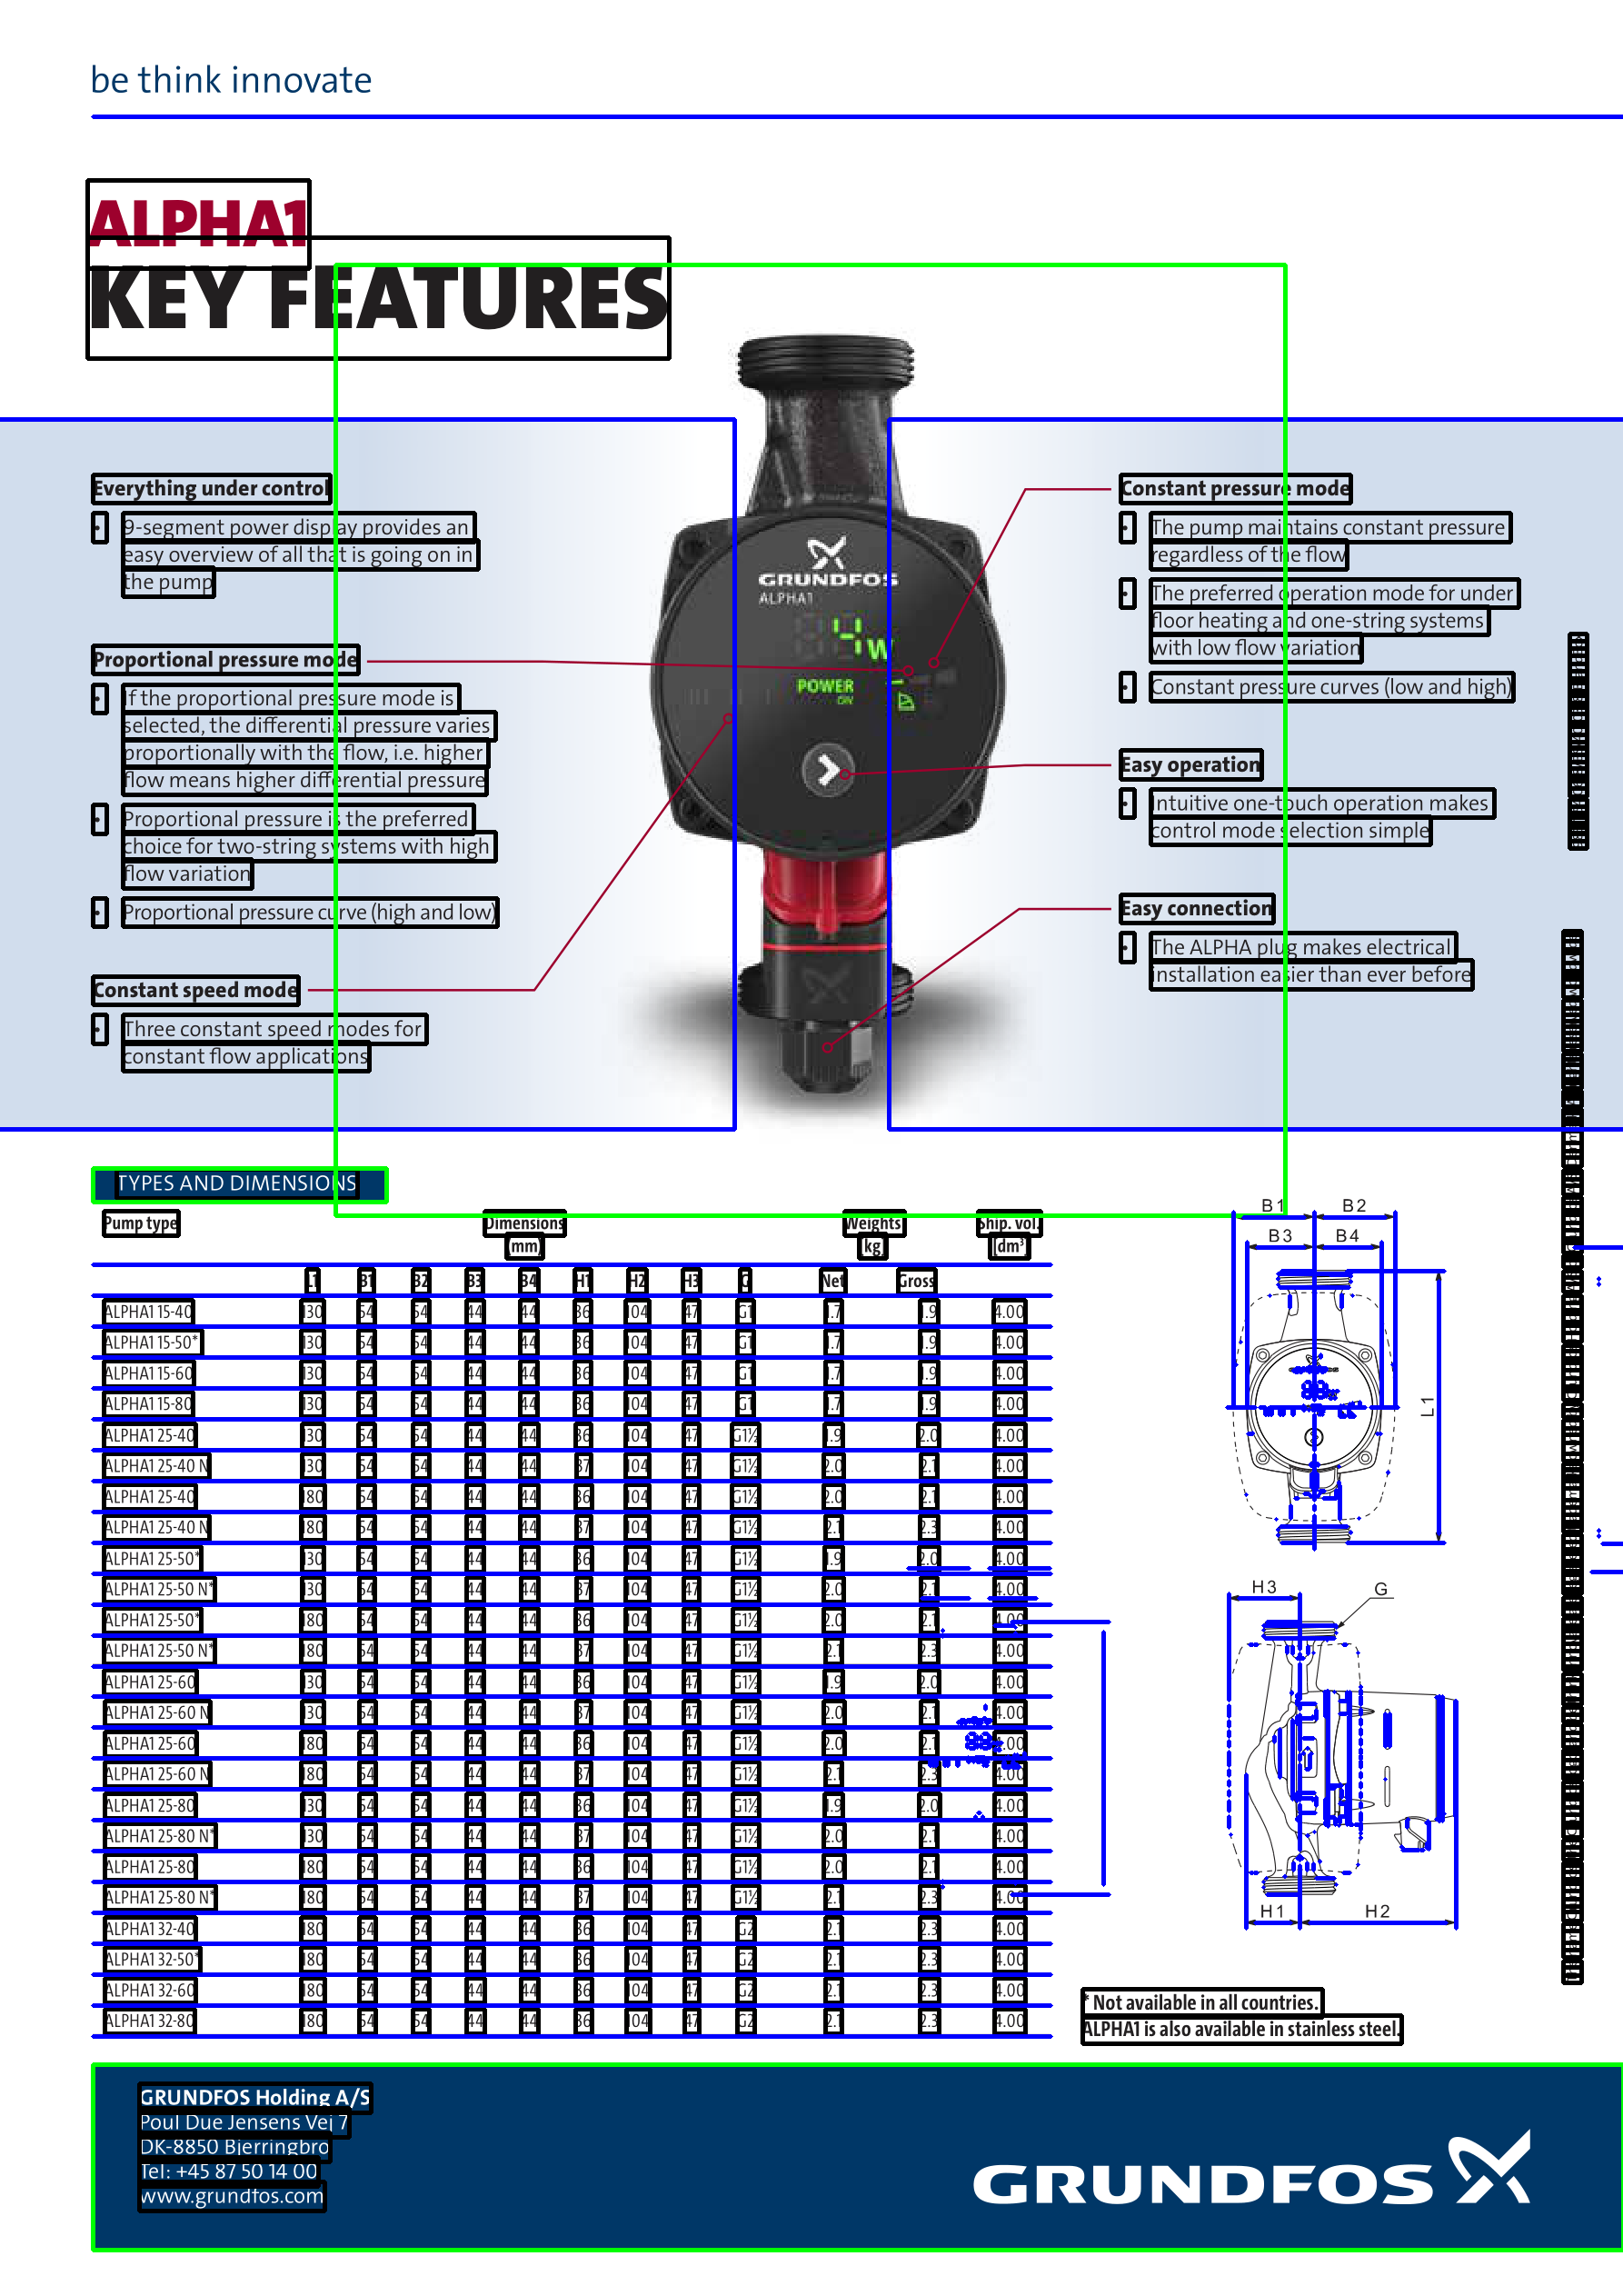 be think innovate
ALPHA1
KEY FEATURES
Everything under control
• 9-segment power display provides an
easy overview of all that is going on in
the pump
Proportional pressure mode
• If the proportional pressure mode is
selected, the differential pressure varies
proportionally with the flow, i.e. higher
flow means higher differential pressure
• Proportional pressure is the preferred
choice for two-string systems with high
flow variation
• Proportional pressure curve (high and low)
Constant speed mode
• Three constant speed modes for
constant flow applications
GRUNDFOS
ALPHA1
4 W
POWER
ON
Constant pressure mode
• The pump maintains constant pressure
regardless of the flow
• The preferred operation mode for under
floor heating and one-string systems
with low flow variation
• Constant pressure curves (low and high)
Easy operation
• Intuitive one-touch operation makes
control mode selection simple
Easy connection
• The ALPHA plug makes electrical
installation easier than ever before
TYPES AND DIMENSIONS
Pump type Dimensions Weights Ship. vol.
(mm) [kg] [dm³]
L1 B1 B2 B3 B4 H1 H2 H3 G Net Gross
ALPHA1 15-40 130 54 54 44 44 36 104 47 G1 1.7 1.9 4.00
ALPHA1 15-50* 130 54 54 44 44 36 104 47 G1 1.7 1.9 4.00
ALPHA1 15-60 130 54 54 44 44 36 104 47 G1 1.7 1.9 4.00
ALPHA1 15-80 130 54 54 44 44 36 104 47 G1 1.7 1.9 4.00
ALPHA1 25-40 130 54 54 44 44 36 104 47 G1½ 1.9 2.0 4.00
ALPHA1 25-40 N 130 54 54 44 44 37 104 47 G1½ 2.0 2.1 4.00
ALPHA1 25-40 180 54 54 44 44 36 104 47 G1½ 2.0 2.1 4.00
ALPHA1 25-40 N 180 54 54 44 44 37 104 47 G1½ 2.1 2.3 4.00
ALPHA1 25-50* 130 54 54 44 44 36 104 47 G1½ 1.9 2.0 4.00
ALPHA1 25-50 N* 130 54 54 44 44 37 104 47 G1½ 2.0 2.1 4.00
ALPHA1 25-50* 180 54 54 44 44 36 104 47 G1½ 2.0 2.1 4.00
ALPHA1 25-50 N* 180 54 54 44 44 37 104 47 G1½ 2.1 2.3 4.00
ALPHA1 25-60 130 54 54 44 44 36 104 47 G1½ 1.9 2.0 4.00
ALPHA1 25-60 N 130 54 54 44 44 37 104 47 G1½ 2.0 2.1 4.00
ALPHA1 25-60 180 54 54 44 44 36 104 47 G1½ 2.0 2.1 4.00
ALPHA1 25-60 N 180 54 54 44 44 37 104 47 G1½ 2.1 2.3 4.00
ALPHA1 25-80 130 54 54 44 44 36 104 47 G1½ 1.9 2.0 4.00
ALPHA1 25-80 N* 130 54 54 44 44 37 104 47 G1½ 2.0 2.1 4.00
ALPHA1 25-80 180 54 54 44 44 36 104 47 G1½ 2.0 2.1 4.00
ALPHA1 25-80 N* 180 54 54 44 44 37 104 47 G1½ 2.1 2.3 4.00
ALPHA1 32-40 180 54 54 44 44 36 104 47 G2 2.1 2.3 4.00
ALPHA1 32-50* 180 54 54 44 44 36 104 47 G2 2.1 2.3 4.00
ALPHA1 32-60 180 54 54 44 44 36 104 47 G2 2.1 2.3 4.00
ALPHA1 32-80 180 54 54 44 44 36 104 47 G2 2.1 2.3 4.00
B1 B2
B3 B4
L1
H3 G
H1 H2
* Not available in all countries.
ALPHA1 is also available in stainless steel.
GRUNDFOS Holding A/S
Poul Due Jensens Vej 7
DK-8850 Bjerringbro
Tel: +45 87 50 14 00
www.grundfos.com
GRUNDFOS